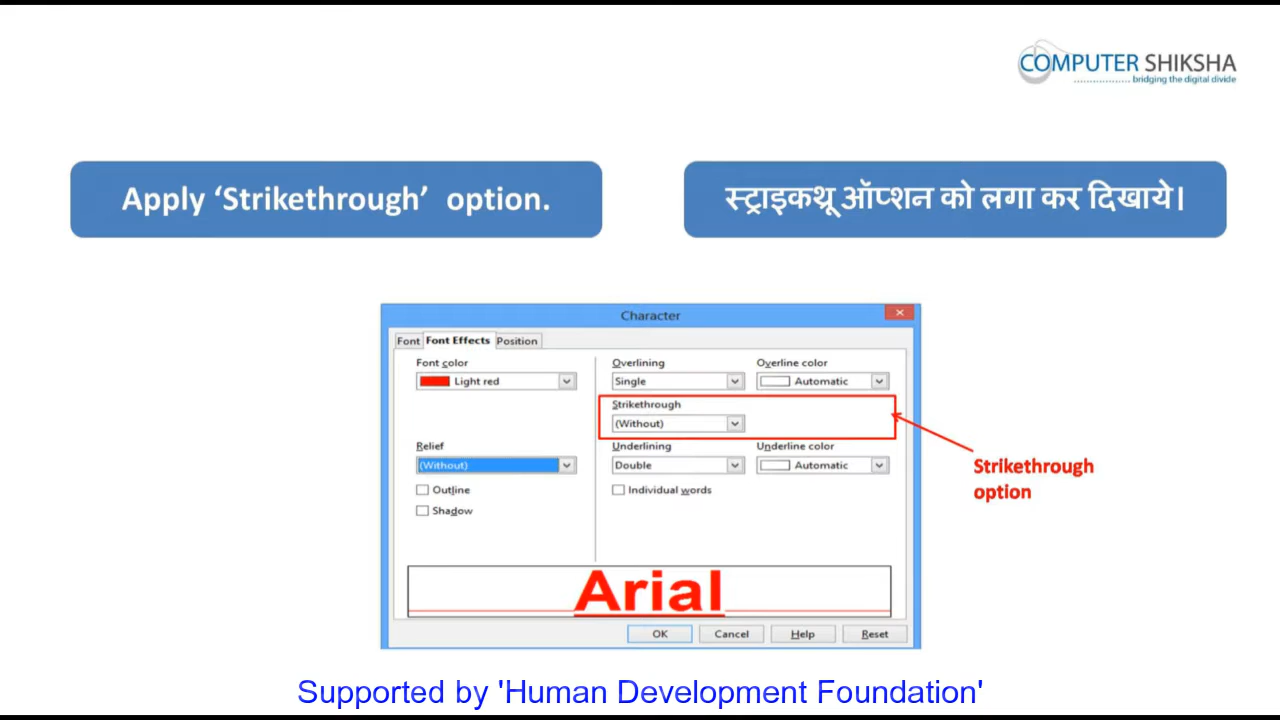 COMPUTER SHIKSHA
bridging the digital divide
Apply ‘Strikethrough’ option.
स्ट्राइकथ्रू ऑप्शन को लगा कर दिखाये।
Character
Font Font Effects Position
Font color
Light red
Overlining Overline color
Single Automatic
Strikethrough
(Without)
Relief
(Without)
Underlining Underline color
Double Automatic
Outline
Individual words
Shadow
Strikethrough
option
Arial
OK Cancel Help Reset
Supported by 'Human Development Foundation'